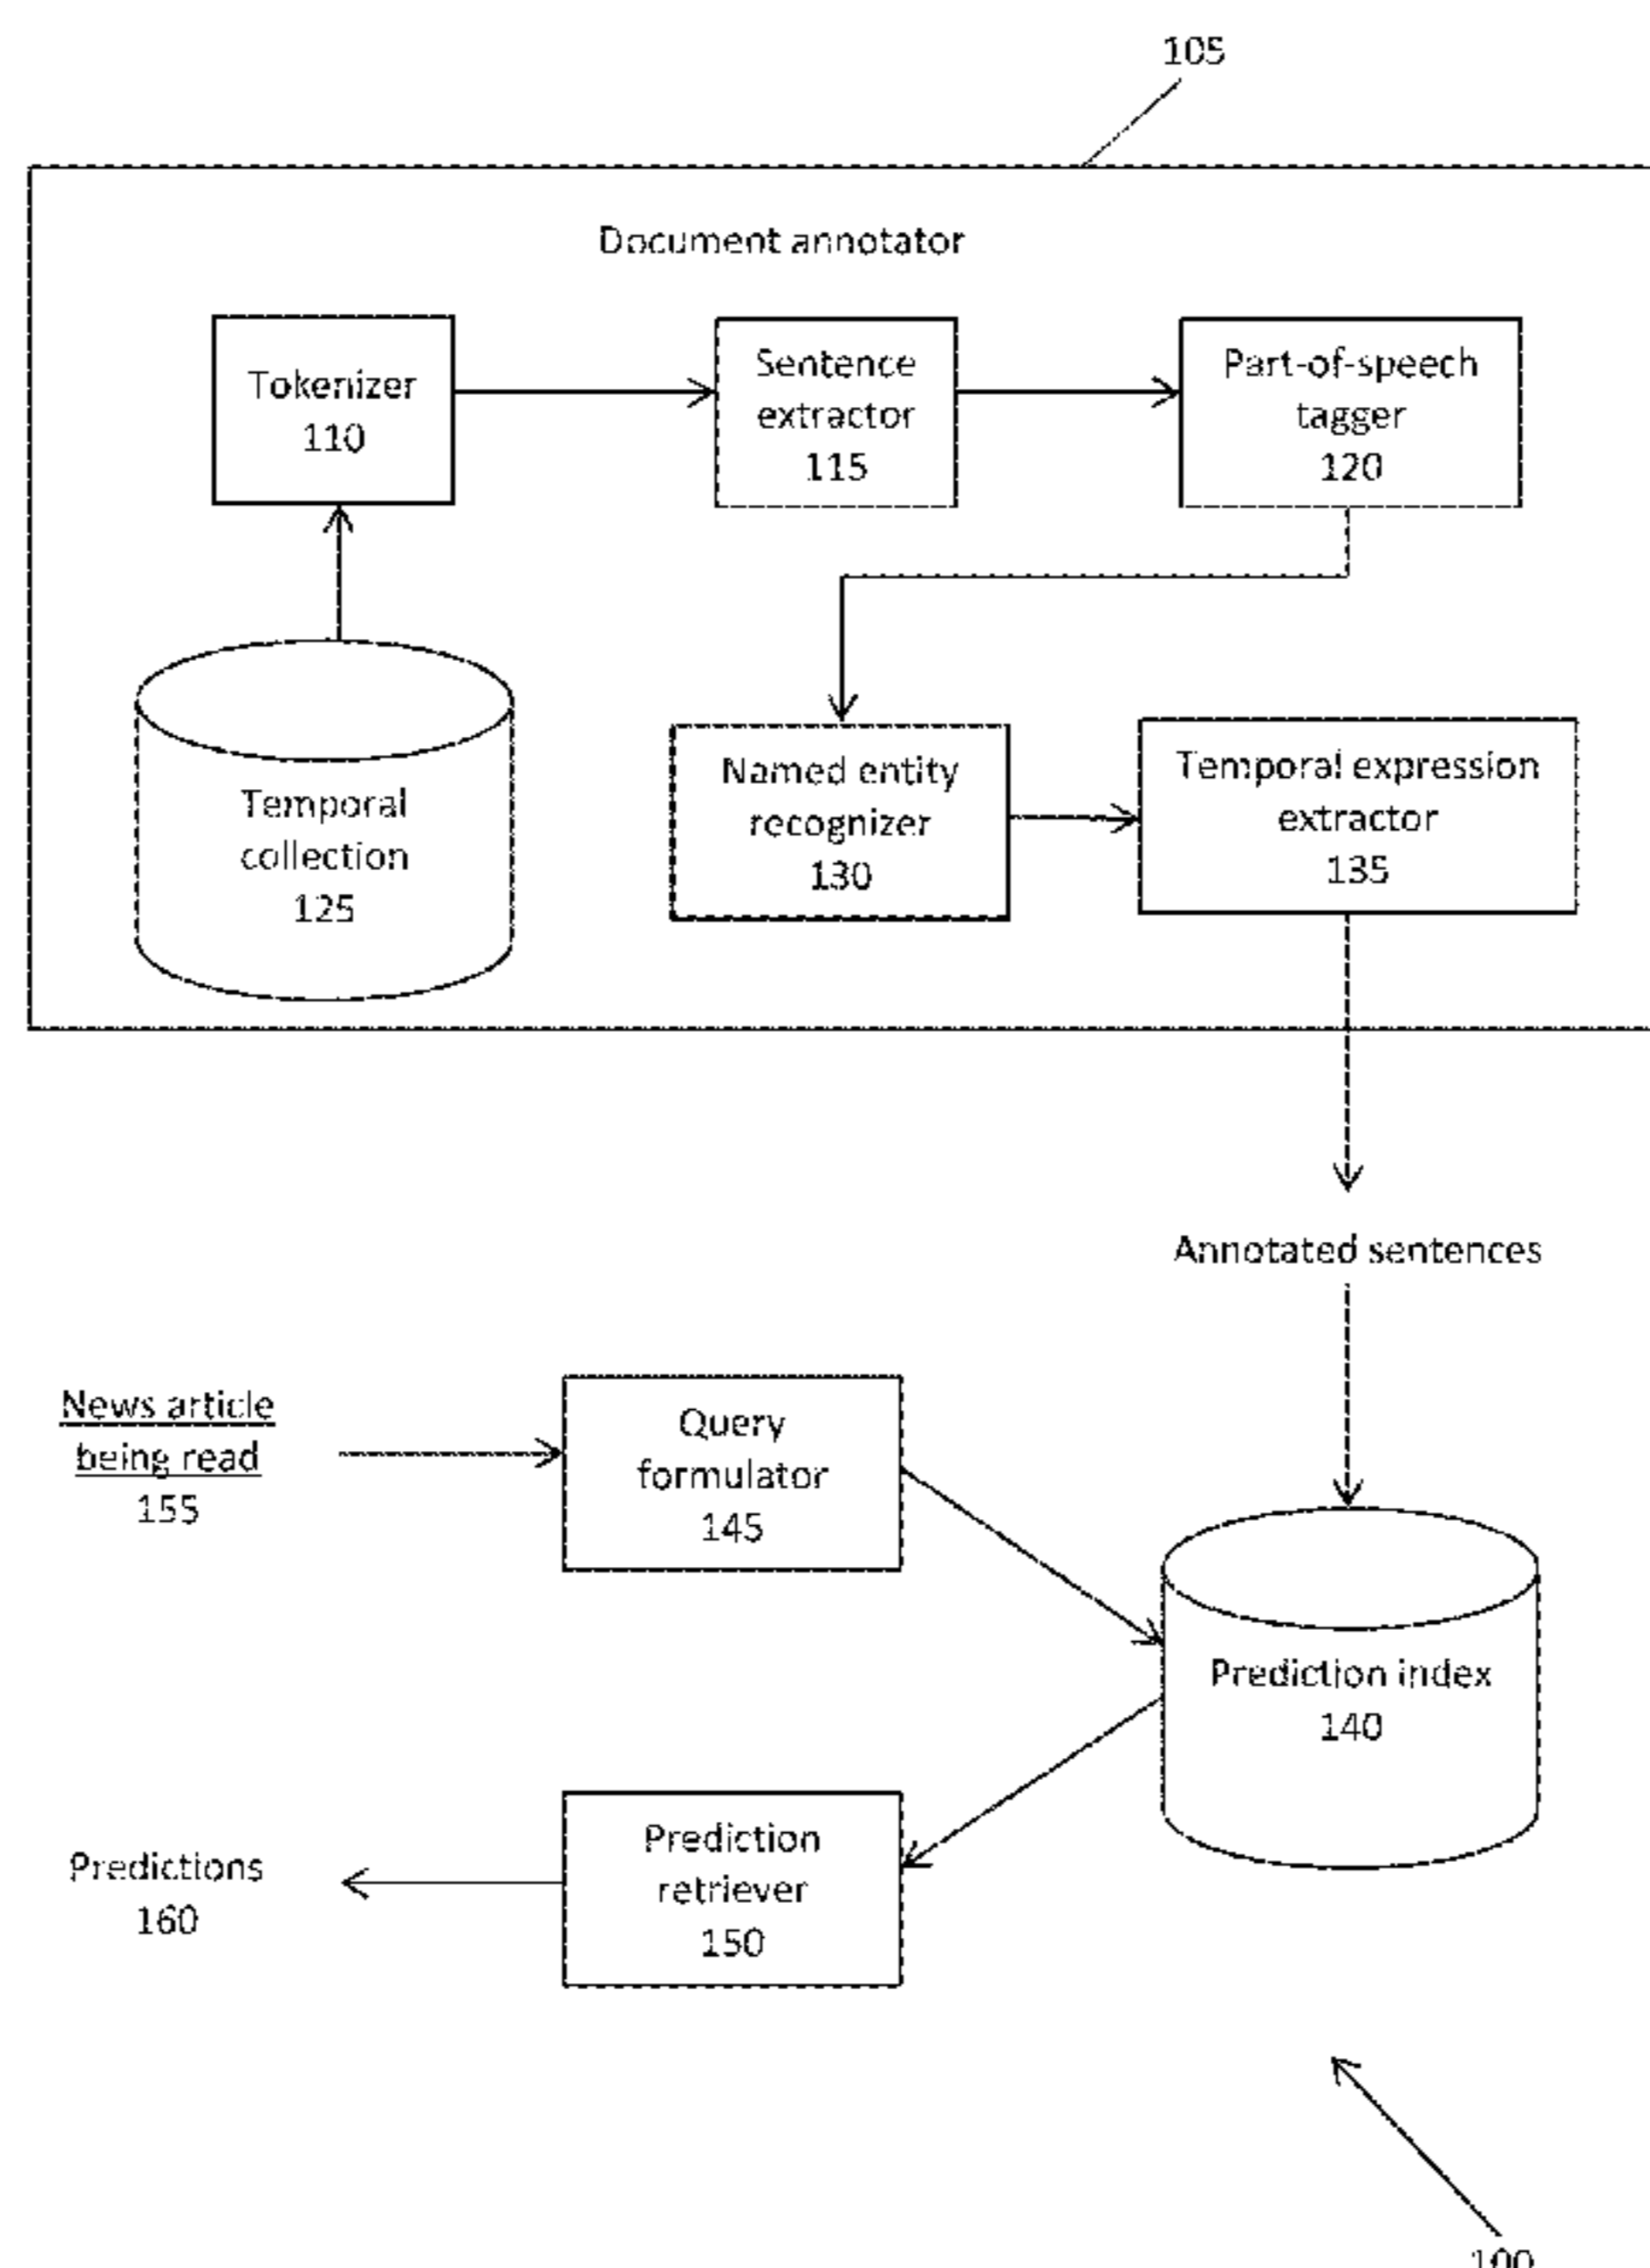 105
Document annotator
Tokenizer
110
Sentence
extractor
115
Part-of-speech
tagger
120
Temporal
collection
125
Named entity
recognizer
130
Temporal expression
extractor
135
Annotated sentences
News article
being read
155
Query
formulator
145
Prediction index
140
Predictions
160
Prediction
retriever
150
100